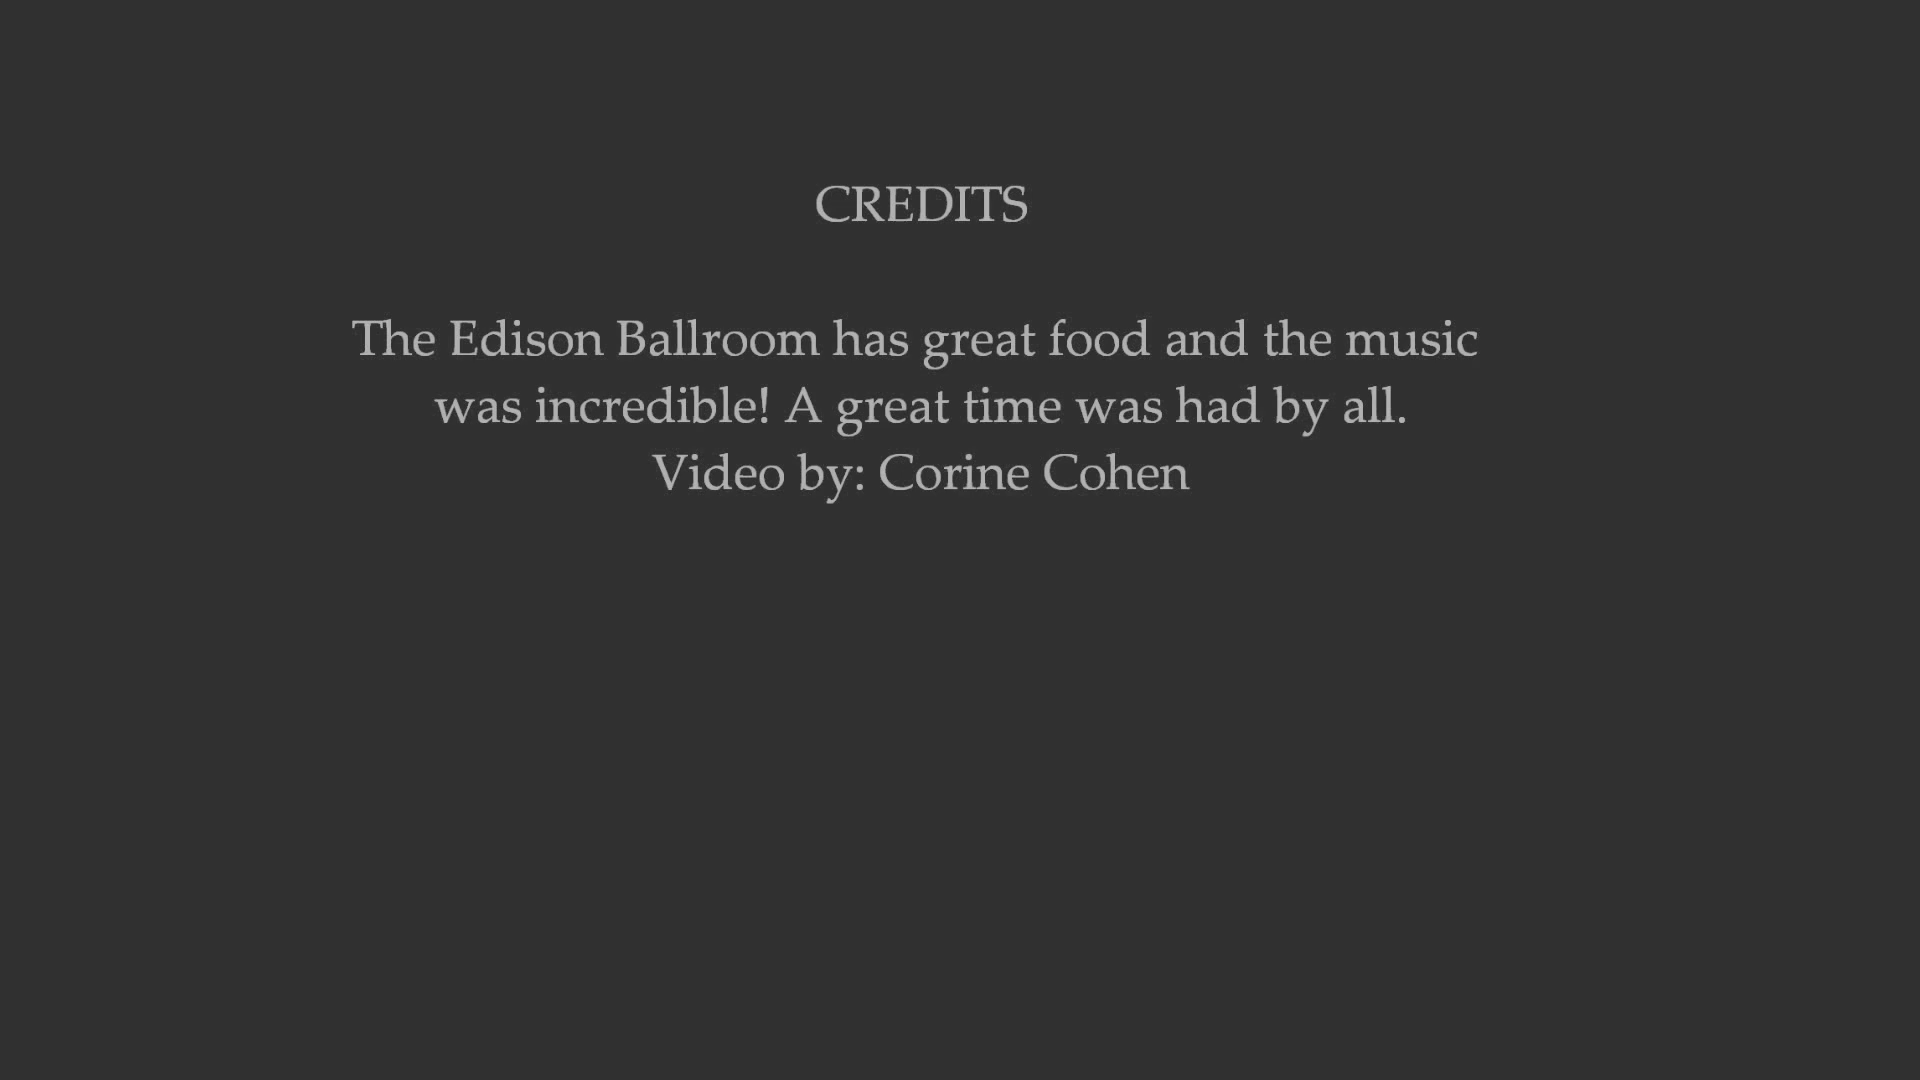 CREDITS
The Edison Ballroom has great food and the music
was incredible! A great time was had by all.
Video by: Corine Cohen